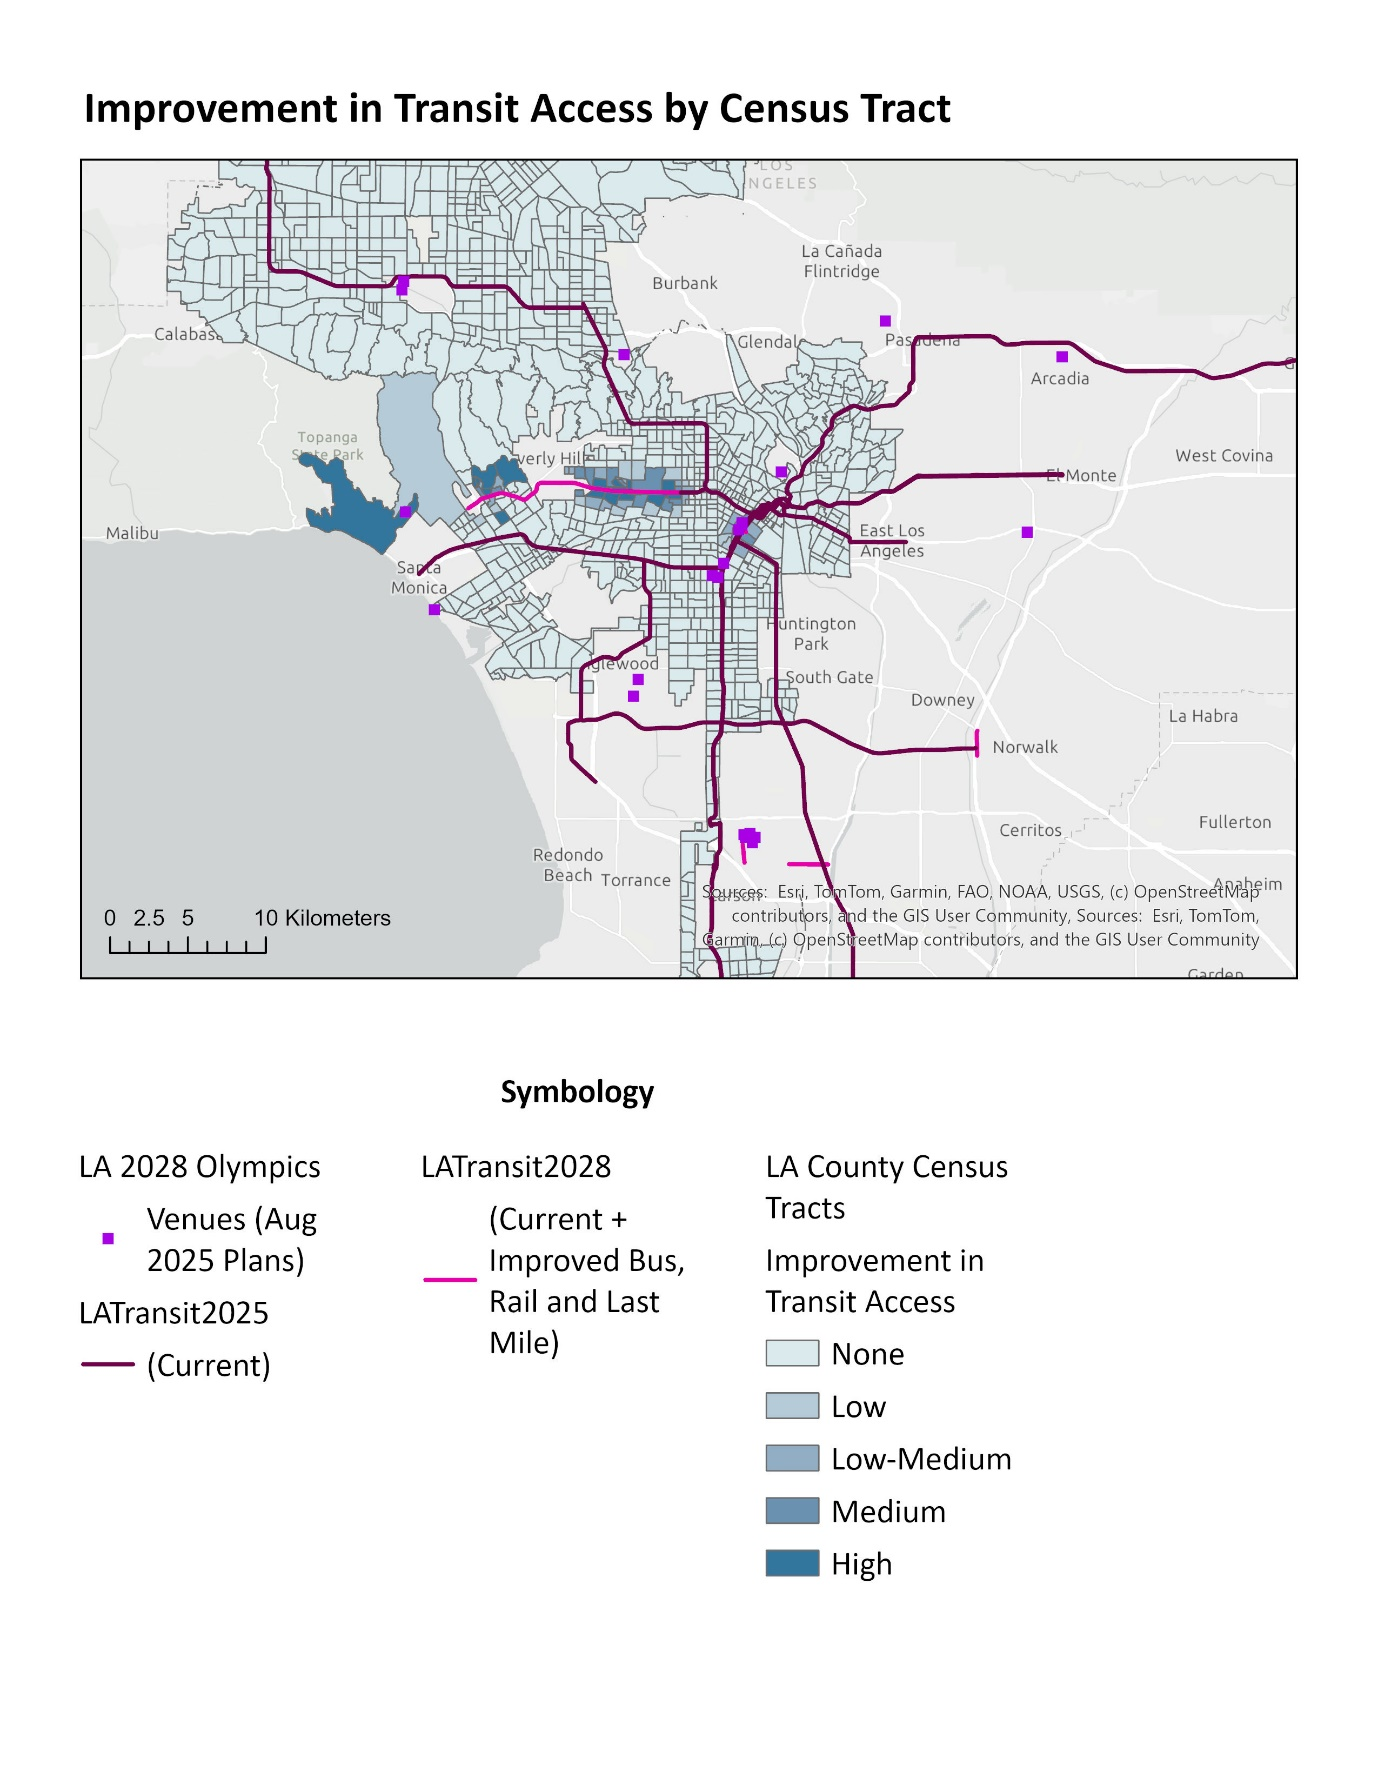 Improvement in Transit Access by Census Tract
LOS
NGELES
La Cañada
Flintridge
Burbank
Calabas
Glendale
Pasadena
Arcadia
Topanga
State Park
verly Hills
West Covina
El Monte
Malibu
East Los
Angeles
Santa
Monica
Huntington
Park
glewood
South Gate
Downey
La Habra
Norwalk
Fullerton
Cerritos
Redondo
Beach
Torrance
Anaheim
Carson
Sources: Esri, TomTom, Garmin, FAO, NOAA, USGS, (c) OpenStreetMap
contributors, and the GIS User Community, Sources: Esri, TomTom,
Garmin, (c) OpenStreetMap contributors, and the GIS User Community
0 2.5 5 10 Kilometers
Garden
Symbology
LA 2028 Olympics
Venues (Aug
2025 Plans)
LATransit2025
(Current)
LATransit2028
(Current +
Improved Bus,
Rail and Last
Mile)
LA County Census
Tracts
Improvement in
Transit Access
None
Low
Low-Medium
Medium
High